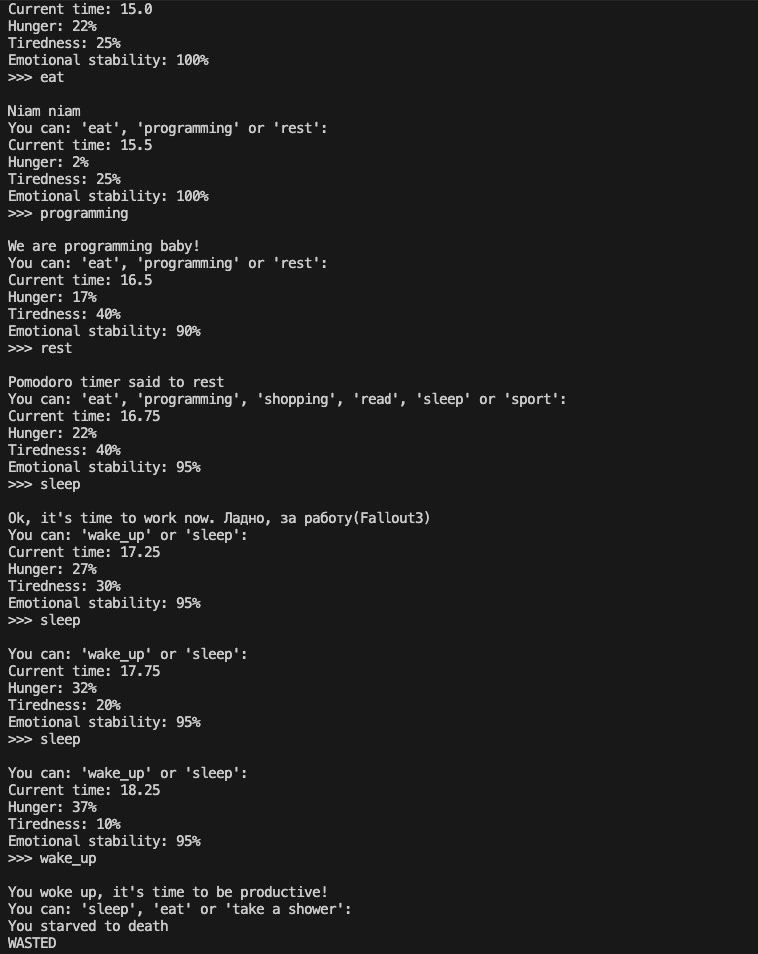 Current time: 15.0
Hunger: 22%
Tiredness: 25%
Emotional stability: 100%
>>> eat
Niam niam
You can: 'eat', 'programming' or 'rest':
Current time: 15.5
Hunger: 2%
Tiredness: 25%
Emotional stability: 100%
>>> programming
We are programming baby!
You can: 'eat', 'programming' or 'rest':
Current time: 16.5
Hunger: 17%
Tiredness: 40%
Emotional stability: 90%
>>> rest
Pomodoro timer said to rest
You can: 'eat', 'programming', 'shopping', 'read', 'sleep' or 'sport':
Current time: 16.75
Hunger: 22%
Tiredness: 40%
Emotional stability: 95%
>>> sleep
Ok, it's time to work now. Ладно, за работу(Fallout3)
You can: 'wake_up' or 'sleep':
Current time: 17.25
Hunger: 27%
Tiredness: 30%
Emotional stability: 95%
>>> sleep
You can: 'wake_up' or 'sleep':
Current time: 17.75
Hunger: 32%
Tiredness: 20%
Emotional stability: 95%
>>> sleep
You can: 'wake_up' or 'sleep':
Current time: 18.25
Hunger: 37%
Tiredness: 10%
Emotional stability: 95%
>>> wake_up
You woke up, it's time to be productive!
You can: 'sleep', 'eat' or 'take a shower':
You starved to death
WASTED